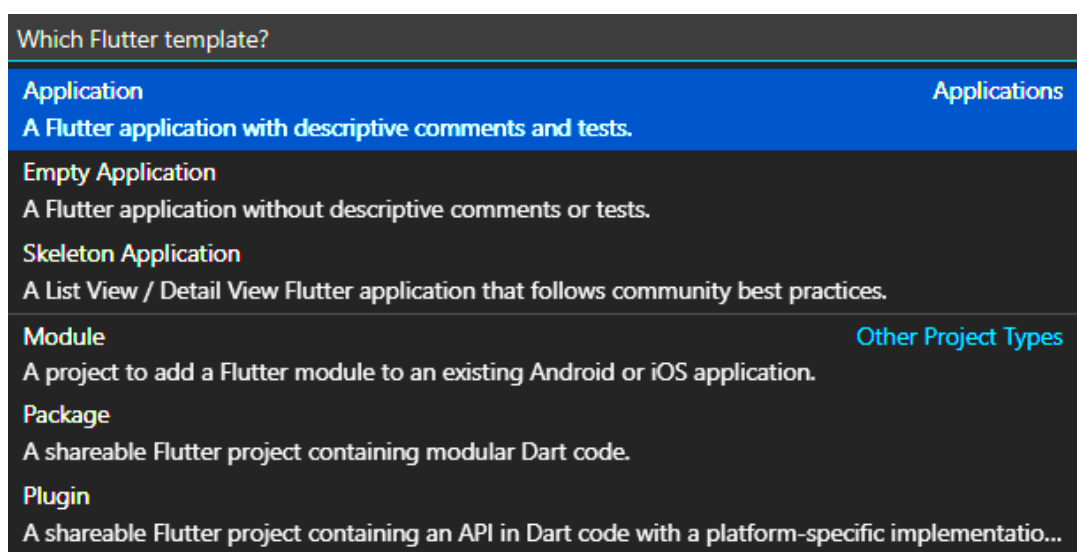 Which Flutter template?
Application Applications
A Flutter application with descriptive comments and tests.
Empty Application
A Flutter application without descriptive comments or tests.
Skeleton Application
A List View / Detail View Flutter application that follows community best practices.
Module Other Project Types
A project to add a Flutter module to an existing Android or iOS application.
Package
A shareable Flutter project containing modular Dart code.
Plugin
A shareable Flutter project containing an API in Dart code with a platform-specific implementatio...